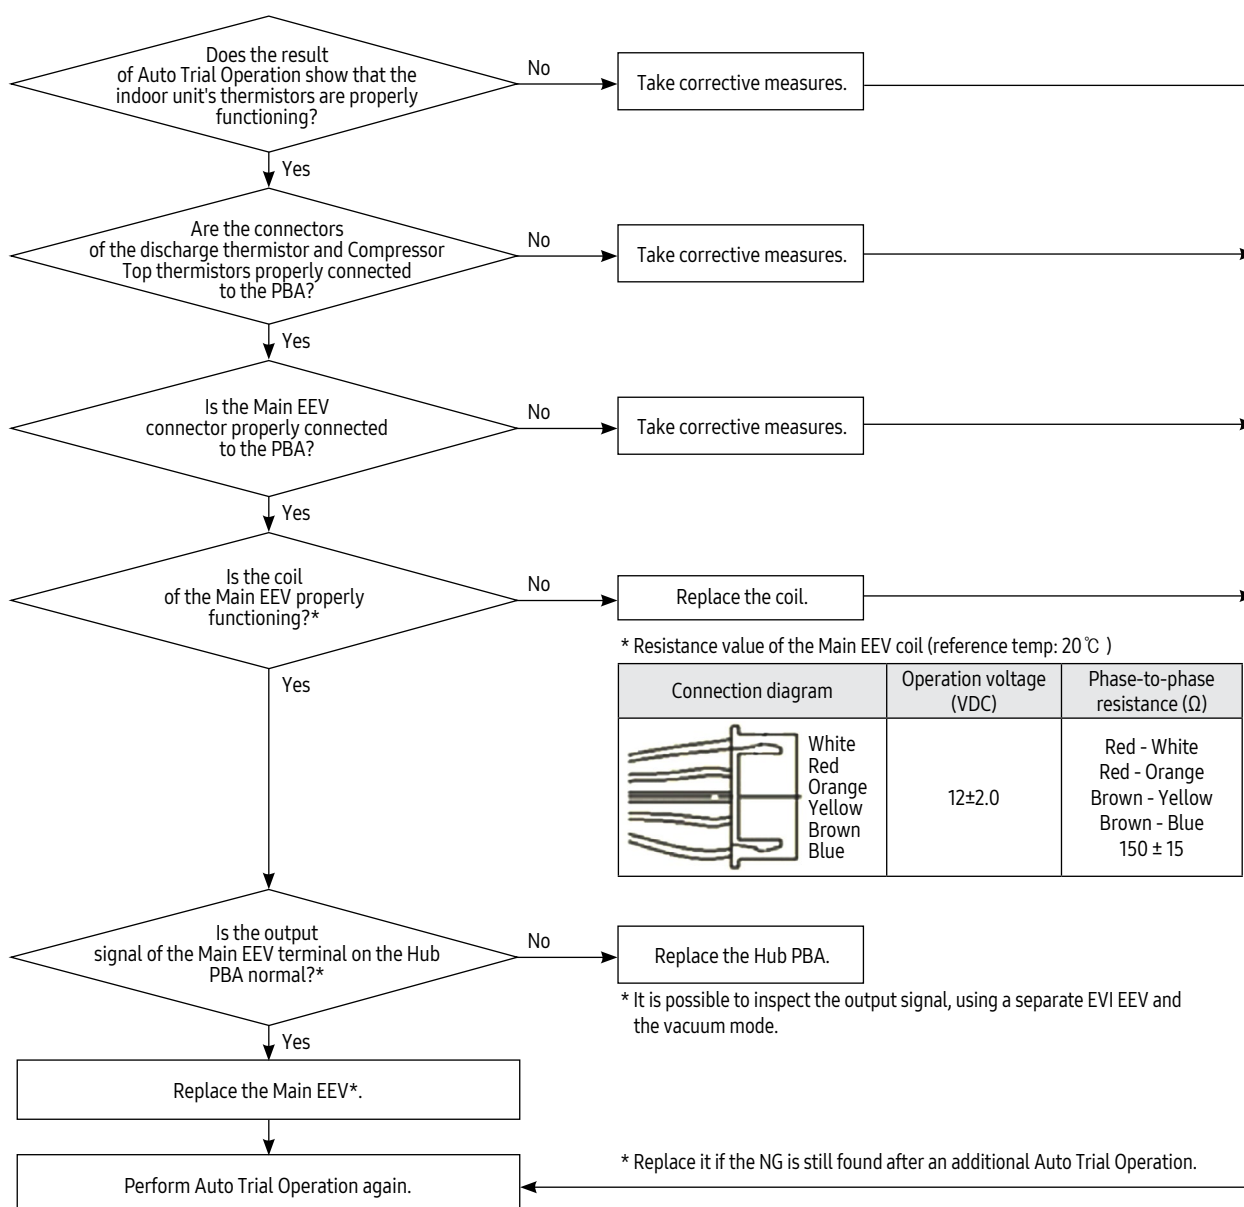 Does the result
of Auto Trial Operation show that the
indoor unit's thermistors are properly
functioning?
No
Take corrective measures.
Yes
Are the connectors
of the discharge thermistor and Compressor
Top thermistors properly connected
to the PBA?
No
Take corrective measures.
Yes
Is the Main EEV
connector properly connected
to the PBA?
No
Take corrective measures.
Yes
Is the coil
of the Main EEV properly
functioning?*
No
Replace the coil.
* Resistance value of the Main EEV coil (reference temp: 20℃ )
Connection diagram
Operation voltage
(VDC)
Phase-to-phase
resistance (Ω)
White
Red
Orange
Yellow
Brown
Blue
12±2.0
Red - White
Red - Orange
Brown - Yellow
Brown - Blue
150 ± 15
Yes
Is the output
signal of the Main EEV terminal on the Hub
PBA normal?*
No
Replace the Hub PBA.
* It is possible to inspect the output signal, using a separate EVI EEV and
the vacuum mode.
Yes
Replace the Main EEV*.
* Replace it if the NG is still found after an additional Auto Trial Operation.
Perform Auto Trial Operation again.